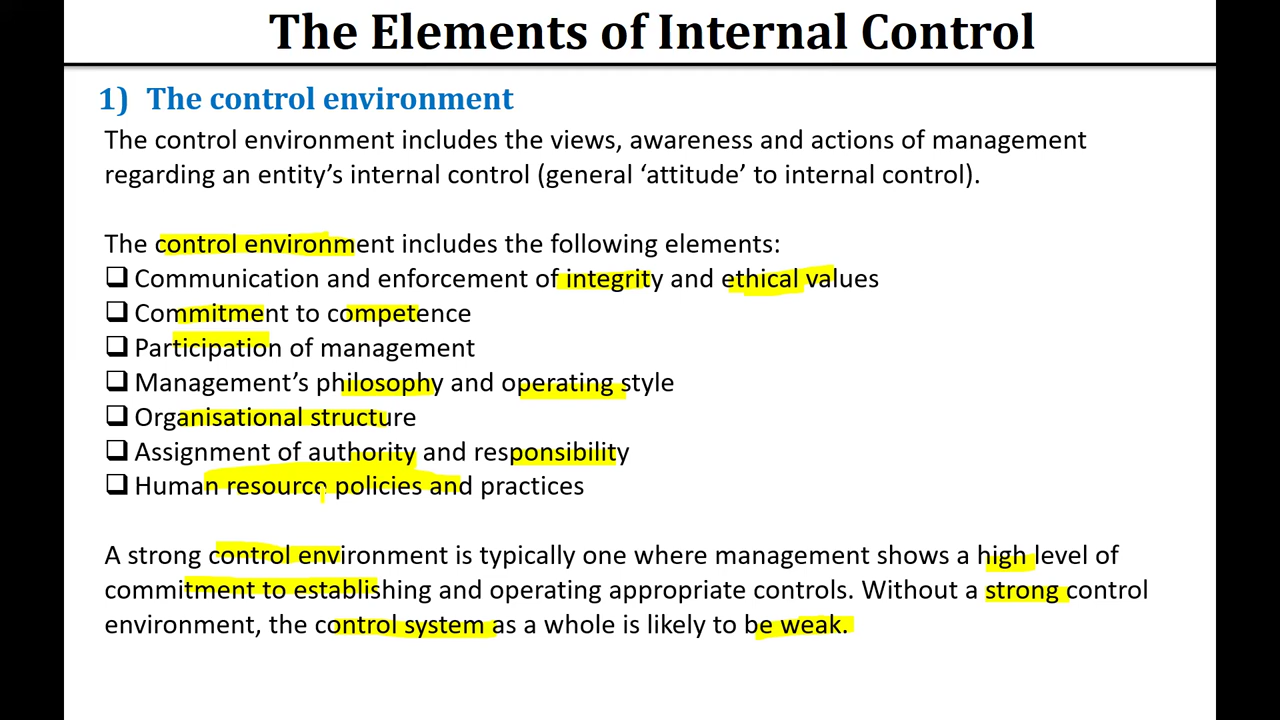 The Elements of Internal Control
1) The control environment
The control environment includes the views, awareness and actions of management
regarding an entity's internal control (general ‘attitude’ to internal control).
The control environment includes the following elements:
❑ Communication and enforcement of integrity and ethical values
❑ Commitment to competence
❑ Participation of management
❑ Management’s philosophy and operating style
❑ Organisational structure
❑ Assignment of authority and responsibility
❑ Human resource policies and practices
A strong control environment is typically one where management shows a high level of
commitment to establishing and operating appropriate controls. Without a strong control
environment, the control system as a whole is likely to be weak.